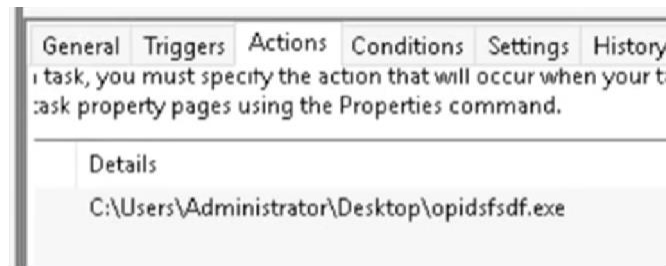 General Triggers Actions Conditions Settings History
task, you must specify the action that will occur when your
task property pages using the Properties command.
Details
C:\Users\Administrator\Desktop\opidsfsdf.exe